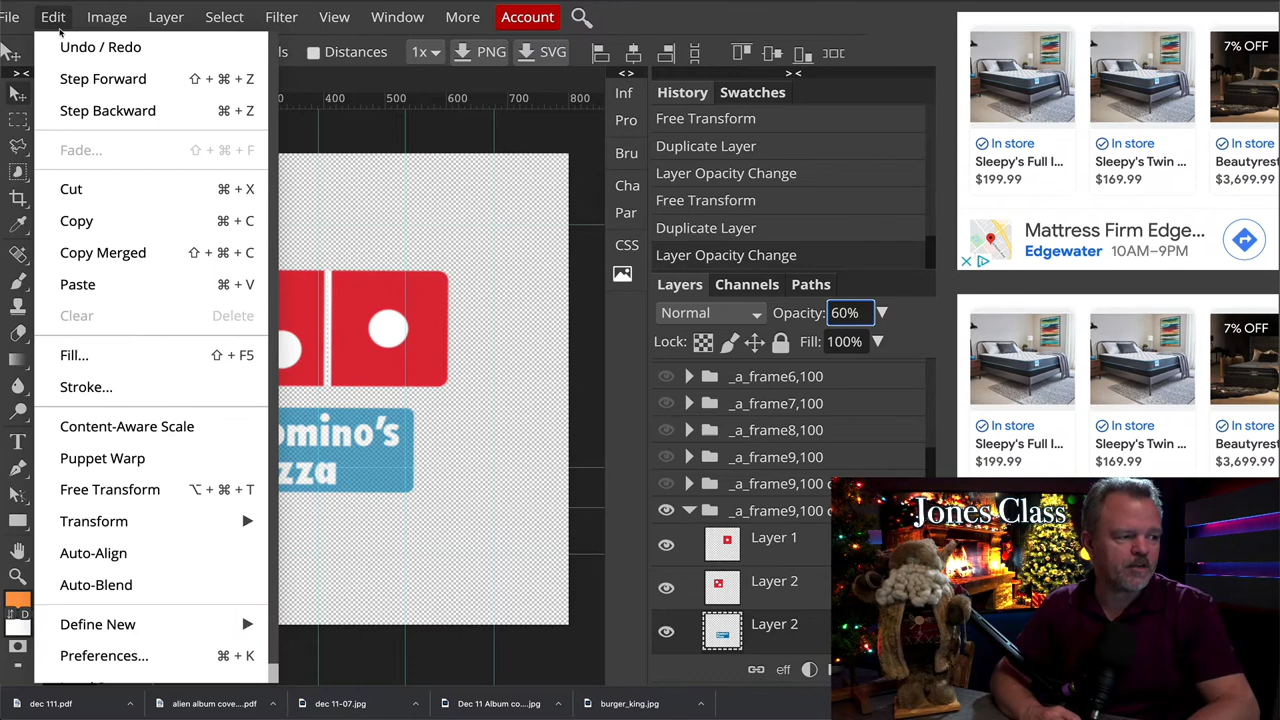 File Edit Image Layer Select Filter View Window More Account
Distances 1x PNG SVG
Undo / Redo
Step Forward ⇧ + ⌘ + Z
Step Backward ⌘ + Z
Fade... ⇧ + ⌘ + F
Cut ⌘ + X
Copy ⌘ + C
Copy Merged ⇧ + ⌘ + C
Paste ⌘ + V
Clear Delete
Fill... ⇧ + F5
Stroke...
Content-Aware Scale
Puppet Warp
Free Transform ⌥ + ⌘ + T
Transform
Auto-Align
Auto-Blend
Define New
Preferences... ⌘ + K
400 500 600 700 800
omino's
zza
Inf
Pro
Bru
Cha
Par
CSS
History Swatches
Free Transform
Duplicate Layer
Layer Opacity Change
Free Transform
Duplicate Layer
Layer Opacity Change
Layers Channels Paths
Normal Opacity: 60%
Lock: Fill: 100%
_a_frame6,100
_a_frame7,100
_a_frame8,100
_a_frame9,100
_a_frame9,100 c
_a_frame9,100 c
Layer 1
Layer 2
Layer 2
eff
7% OFF
In store In store
Sleepy's Full I... Sleepy's Twin ... Beautyrest
$199.99 $169.99 $3,699.99
Mattress Firm Edge...
Edgewater 10AM–9PM
7% OFF
In store In store
Sleepy's Full I... Sleepy's Twin ... Beautyrest
$199.99 $169.99 $3,699.99
Jones Class
dec 111.pdf alien album cove....pdf dec 11-07.jpg Dec 11 Album co....jpg burger_king.jpg